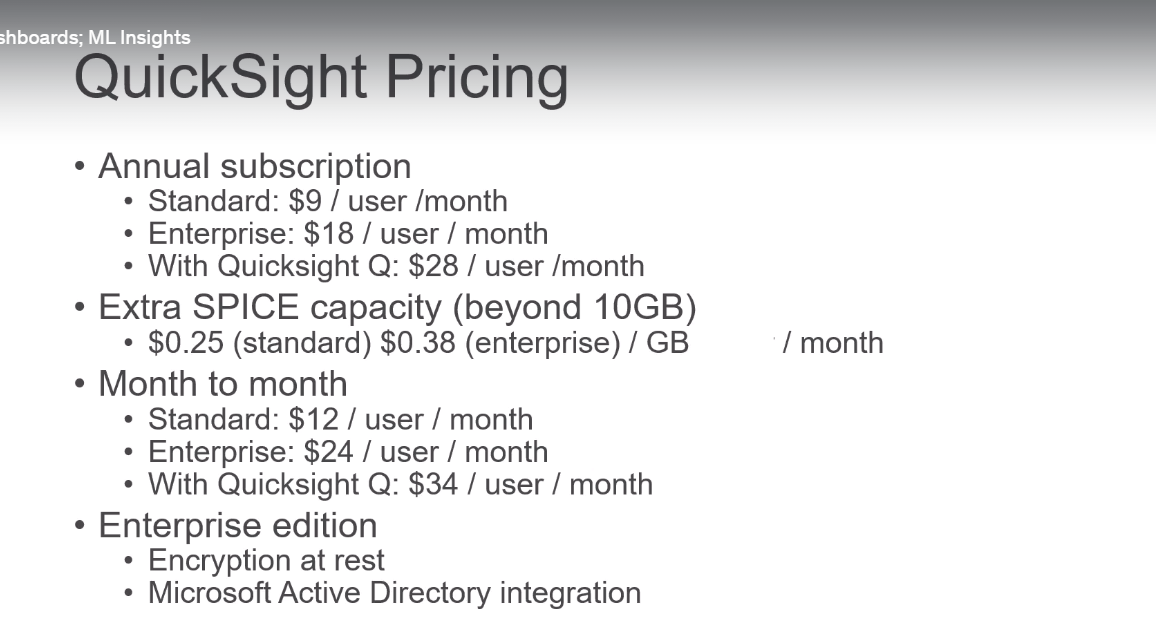 shboards; ML Insights
QuickSight Pricing
• Annual subscription
• Standard: $9 / user /month
• Enterprise: $18 / user / month
• With Quicksight Q: $28 / user /month
• Extra SPICE capacity (beyond 10GB)
• $0.25 (standard) $0.38 (enterprise) / GB / month
• Month to month
• Standard: $12 / user / month
• Enterprise: $24 / user / month
• With Quicksight Q: $34 / user / month
• Enterprise edition
• Encryption at rest
• Microsoft Active Directory integration